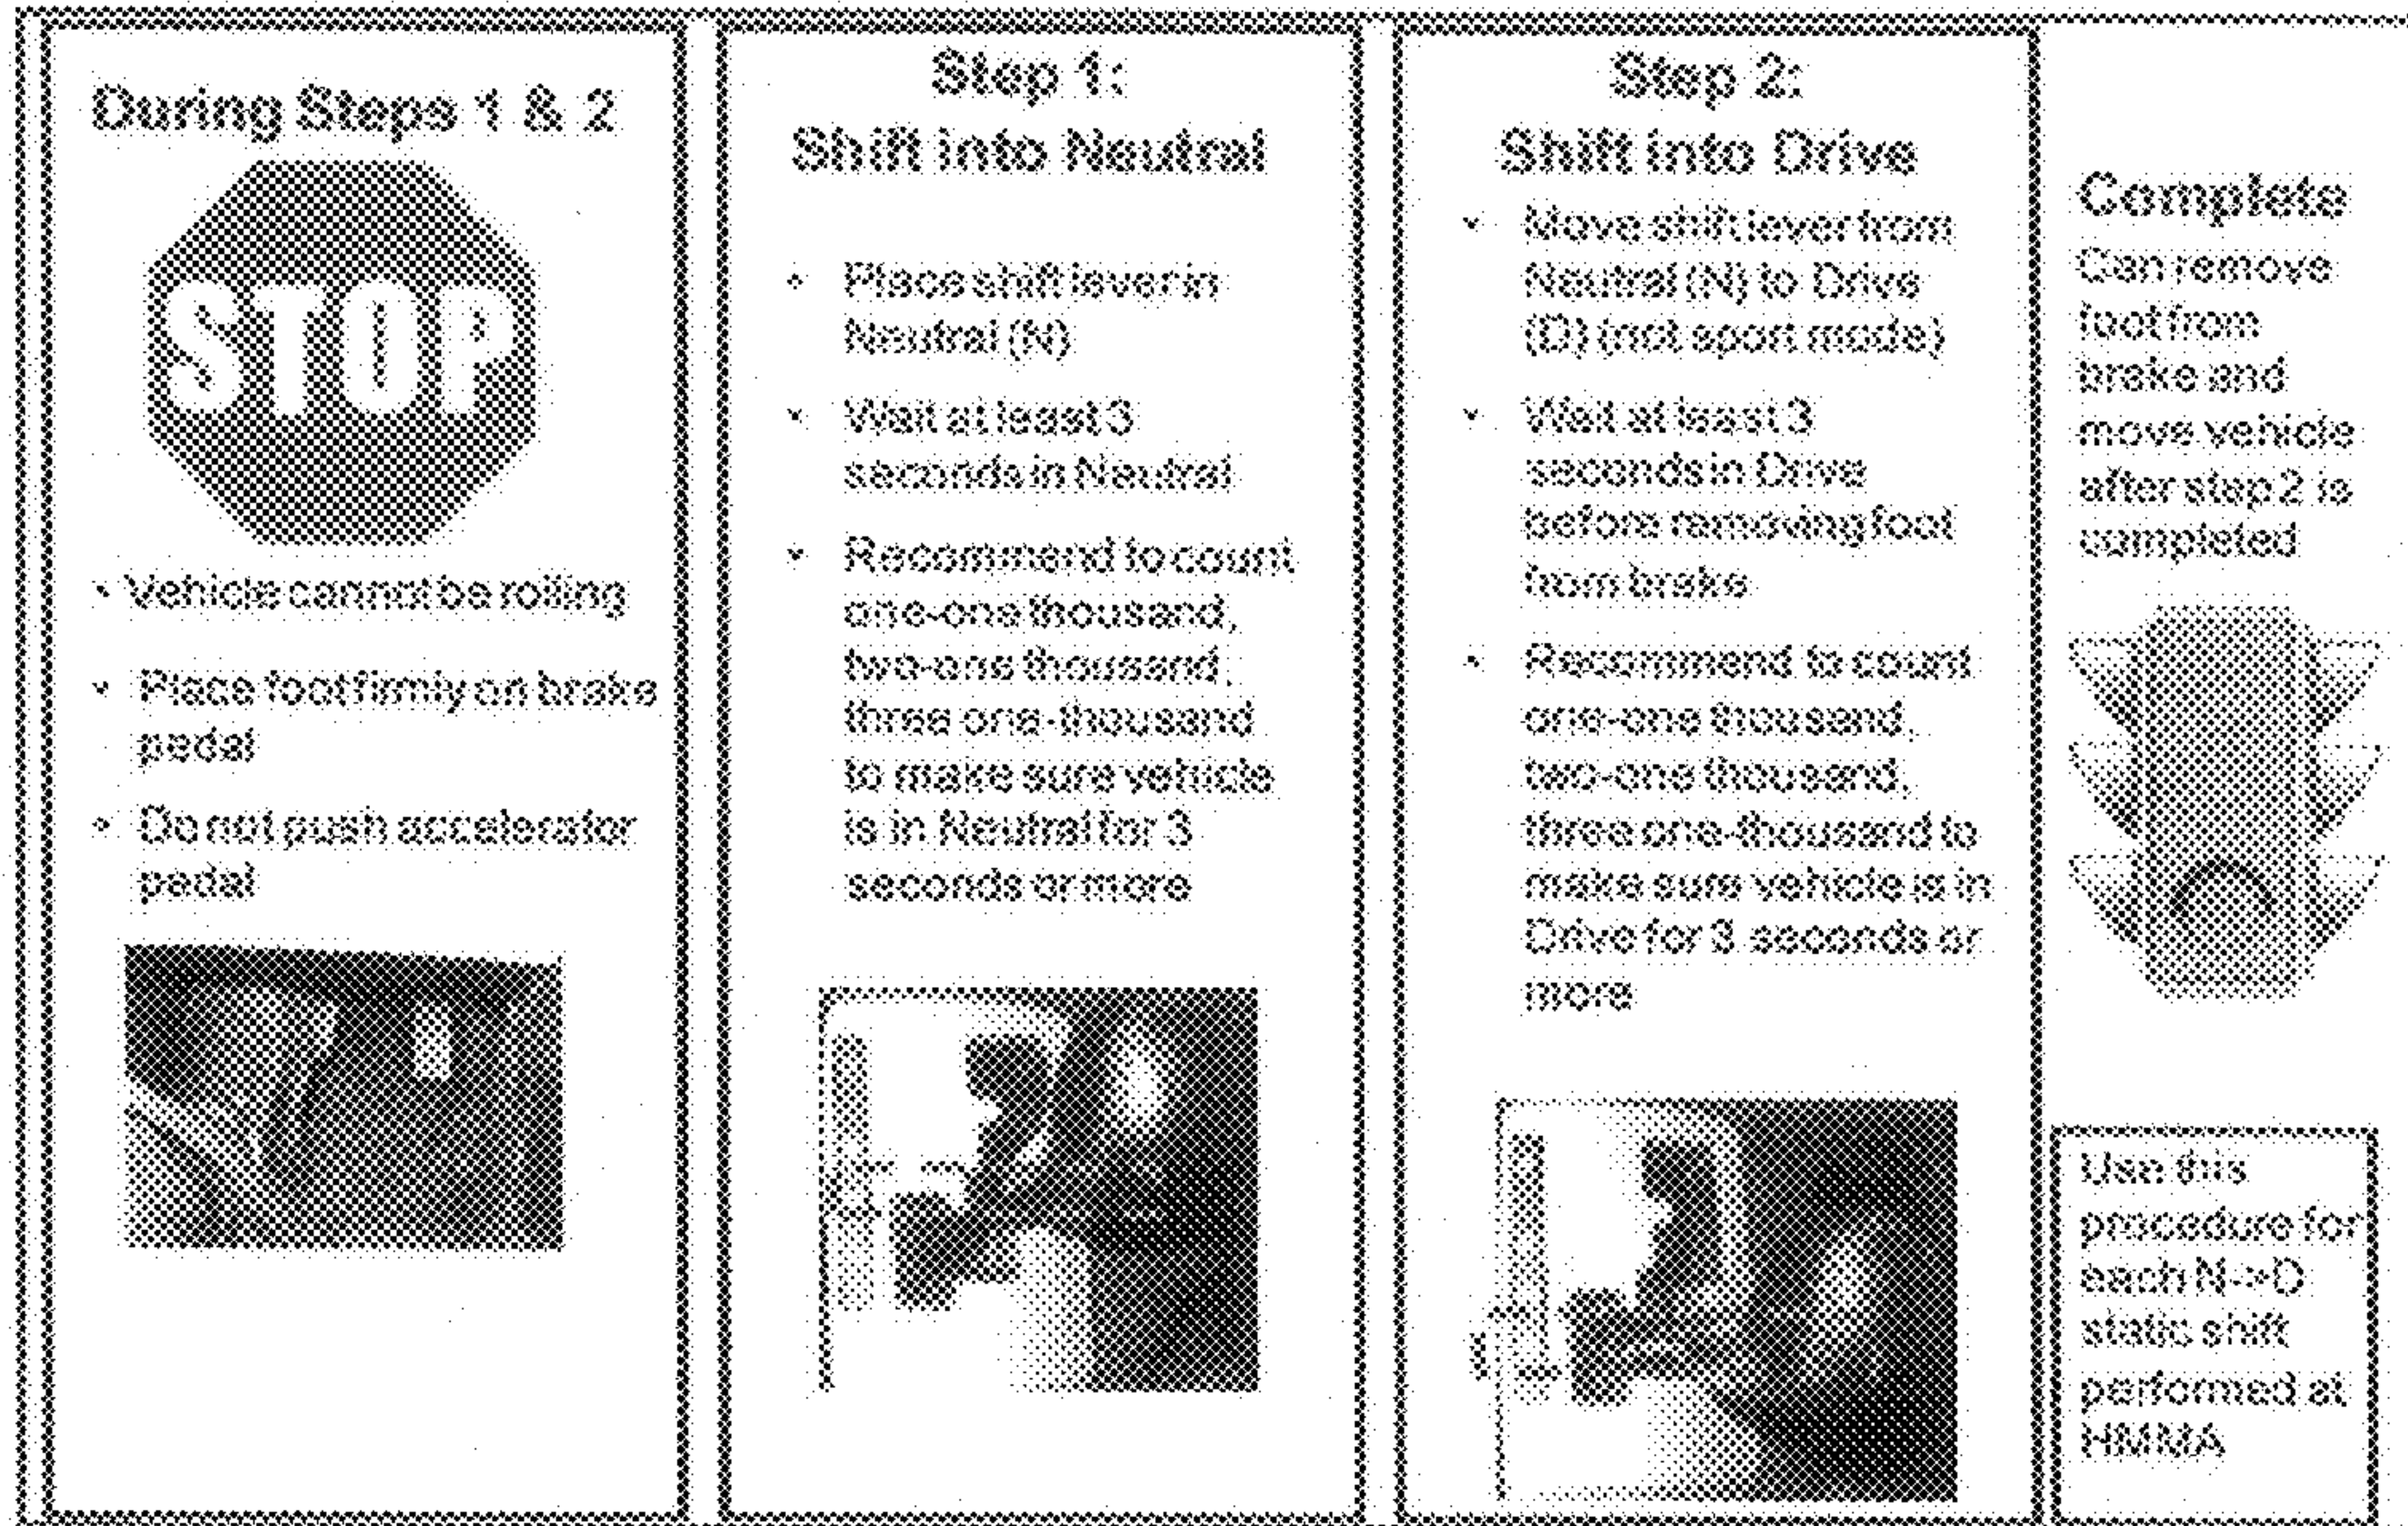 During Steps 1 & 2
STOP
• Vehicle cannot be rolling
• Place foot firmly on brake
pedal
• Do not push accelerator
pedal
Step 1:
Shift into Neutral
• Place shift lever in
Neutral (N)
• Wait at least 3
seconds in Neutral
• Recommend to count
one-one thousand,
two-one thousand,
three one-thousand
to make sure vehicle
is in Neutral for 3
seconds or more
Step 2:
Shift into Drive
• Move shift lever from
Neutral (N) to Drive
(D) (not sport mode)
• Wait at least 3
seconds in Drive
before removing foot
from brake
• Recommend to count
one-one thousand,
two-one thousand,
three one-thousand to
make sure vehicle is in
Drive for 3 seconds or
more
Complete
Can remove
foot from
brake and
move vehicle
after step 2 is
completed
Use this
procedure for
each N->D
static shift
performed at
HMMA